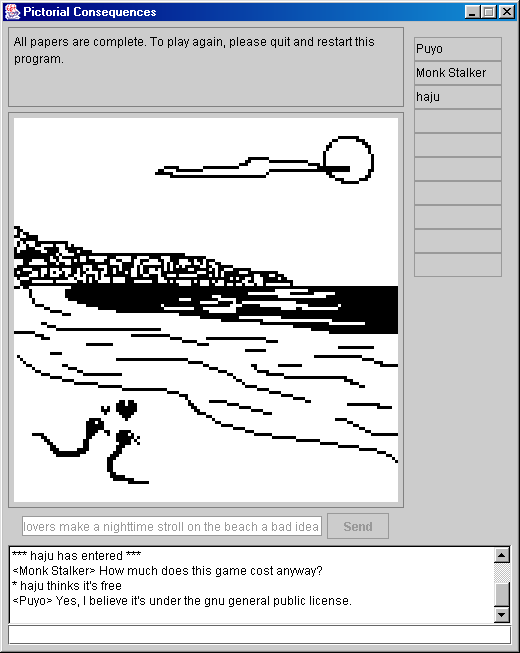 Pictorial Consequences
All papers are complete. To play again, please quit and restart this
program.
Puyo
Monk Stalker
haju
lovers make a nighttime stroll on the beach a bad idea
Send
*** haju has entered ***
<Monk Stalker> How much does this game cost anyway?
* haju thinks it's free
<Puyo> Yes, I believe it's under the gnu general public license.